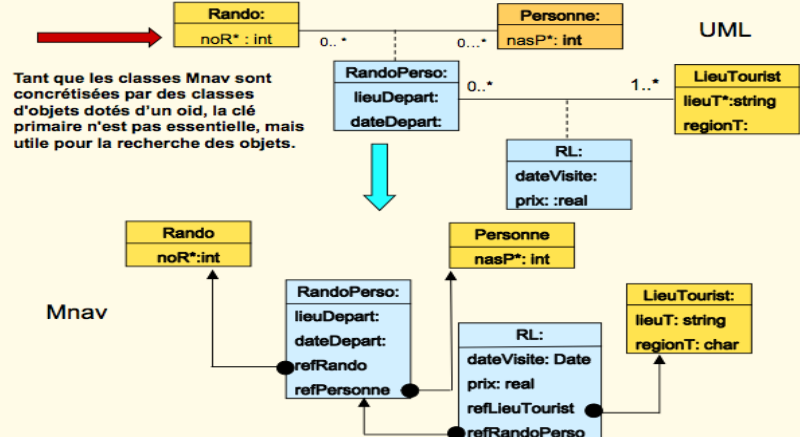 Rando:
noR* : int
0.. *
0...*
Personne:
nasP*: int
UML
Tant que les classes Mnav sont
concrétisées par des classes
d'objets dotés d'un oid, la clé
primaire n'est pas essentielle, mais
utile pour la recherche des objets.
RandoPerso:
lieuDepart:
dateDepart:
0..*
1..*
LieuTourist
lieuT*:string
regionT:
RL:
dateVisite:
prix: :real
Mnav
Rando
noR*:int
Personne
nasP*: int
RandoPerso:
lieuDepart:
dateDepart:
refRando
refPersonne
RL:
dateVisite: Date
prix: real
refLieuTourist
refRandoPerso
LieuTourist:
lieuT: string
regionT: char